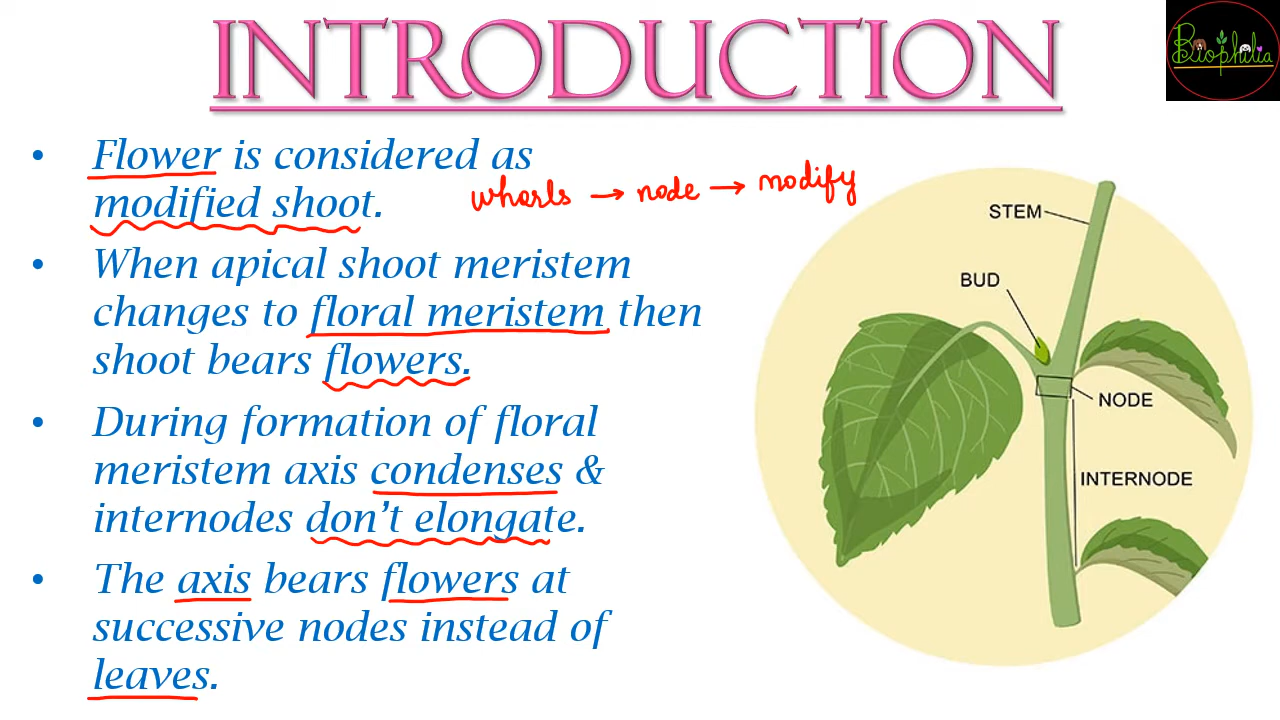 INTRODUCTION
Biophilia
• Flower is considered as
modified shoot.
whorls → node → modify
• When apical shoot meristem
changes to floral meristem then
shoot bears flowers.
• During formation of floral
meristem axis condenses &
internodes don't elongate.
• The axis bears flowers at
successive nodes instead of
leaves.
STEM
BUD
NODE
INTERNODE